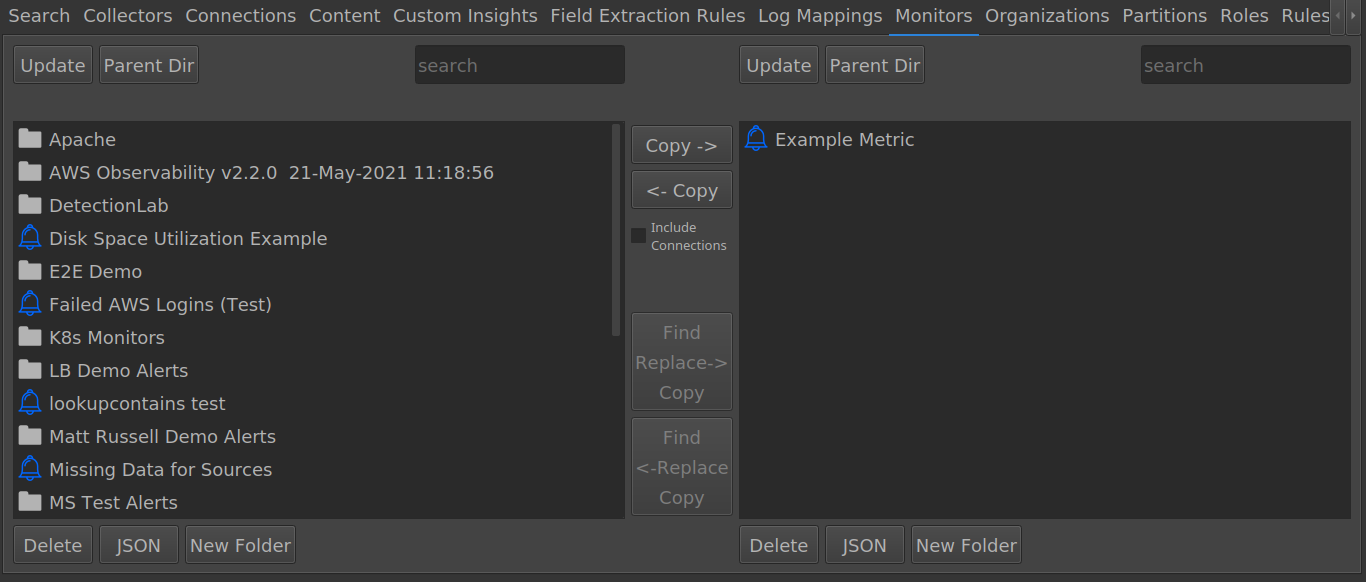 Search Collectors Connections Content Custom Insights Field Extraction Rules Log Mappings Monitors Organizations Partitions Roles Rules
Update Parent Dir search
Apache
AWS Observability v2.2.0  21-May-2021 11:18:56
DetectionLab
Disk Space Utilization Example
E2E Demo
Failed AWS Logins (Test)
K8s Monitors
LB Demo Alerts
lookupcontains test
Matt Russell Demo Alerts
Missing Data for Sources
MS Test Alerts
Delete JSON New Folder
Copy ->
<- Copy
Include
Connections
Find
Replace->
Copy
Find
<-Replace
Copy
Update Parent Dir search
Example Metric
Delete JSON New Folder